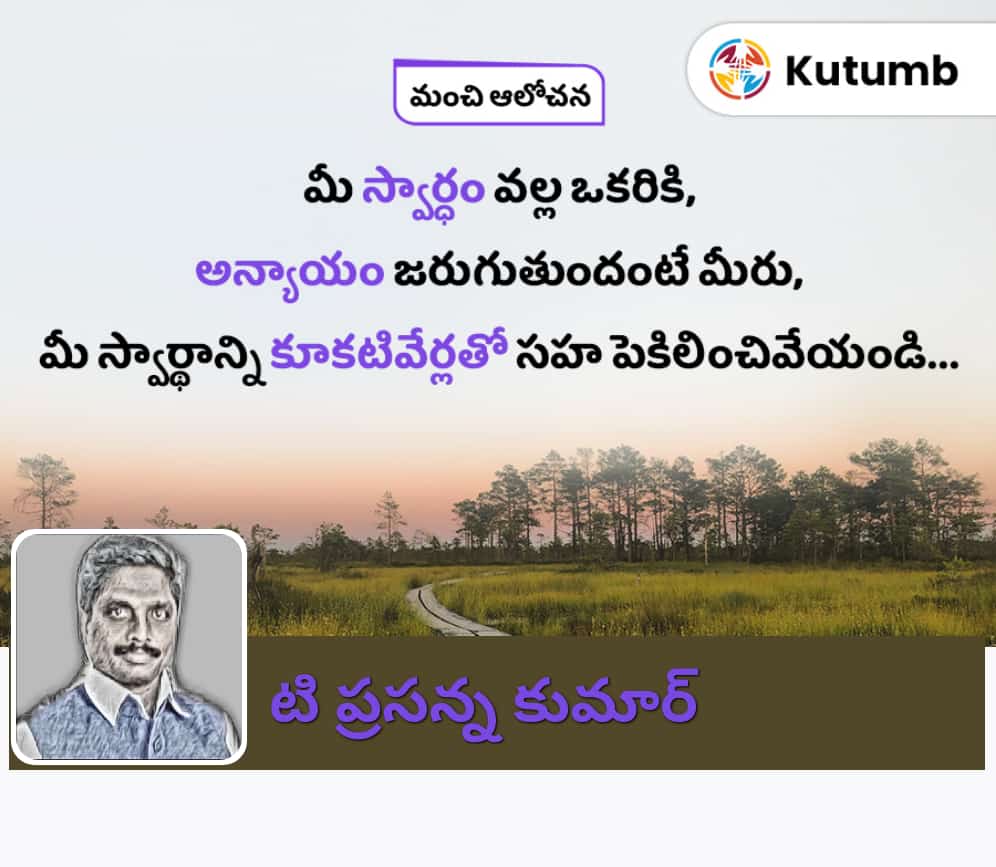 Kutumb
మంచి ఆలోచన
మీ స్వార్ధం వల్ల ఒకరికి,
అన్యాయం జరుగుతుందంటే మీరు,
మీ స్వార్థాన్ని కూకటివేర్లతో సహ పెకిలించివేయండి...
టి ప్రసన్న కుమార్